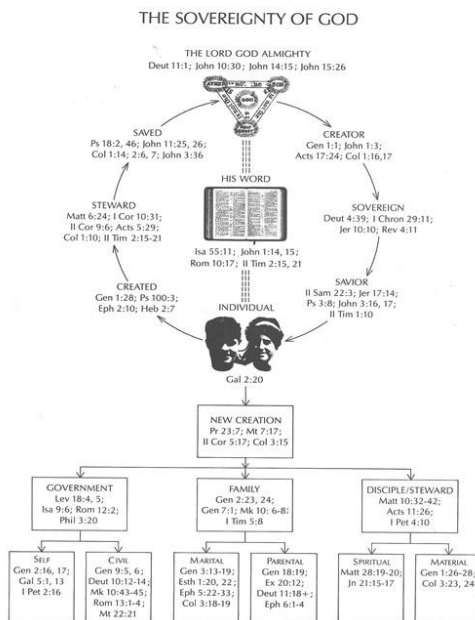 THE SOVEREIGNTY OF GOD
THE LORD GOD ALMIGHTY
Deut 11:1; John 10:30; John 14:15; John 15:26
GOD
CREATOR
Gen 1:1; John 1:3;
Acts 17:24; Col 1:16,17
SOVEREIGN
Deut 4:39; I Chron 29:11;
Jer 10:10; Rev 4:11
SAVIOR
II Sam 22:3; Jer 17:14;
Ps 3:8; John 3:16, 17;
II Tim 1:10
SAVED
Ps 18:2, 46; John 11:25, 26;
Col 1:14; 2:6, 7; John 3:36
STEWARD
Matt 6:24; I Cor 10:31;
II Cor 9:6; Acts 5:29;
Col 1:10; II Tim 2:15-21
CREATED
Gen 1:28; Ps 100:3;
Eph 2:10; Heb 2:7
HIS WORD
Isa 55:11; John 1:14, 15;
Rom 10:17; II Tim 2:15, 21
INDIVIDUAL
Gal 2:20
NEW CREATION
Pr 23:7; Mt 7:17;
II Cor 5:17; Col 3:15
GOVERNMENT
Lev 18:4, 5;
Isa 9:6; Rom 12:2;
Phil 3:20
FAMILY
Gen 2:23, 24;
Gen 7:1; Mk 10: 6-8;
I Tim 5:8
DISCIPLE/STEWARD
Matt 10:32-42;
Acts 11:26;
I Pet 4:10
SELF
Gen 2:16, 17;
Gal 5:1, 13
I Pet 2:16
CIVIL
Gen 9:5, 6;
Deut 10:12-14;
Mk 10:43-45;
Rom 13:1-4;
Mt 22:21
MARITAL
Gen 3:13-19;
Esth 1:20, 22;
Eph 5:22-33;
Col 3:18-19
PARENTAL
Gen 18:19;
Ex 20:12;
Deut 11:18+;
Eph 6:1-4
SPIRITUAL
Matt 28:19-20;
Jn 21:15-17
MATERIAL
Gen 1:26-28;
Col 3:23, 24